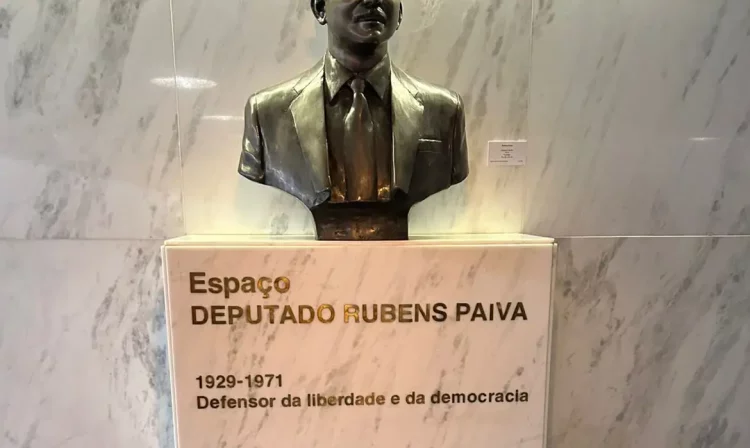 Espaço
DEPUTADO RUBENS PAIVA
1929-1971
Defensor da liberdade e da democracia